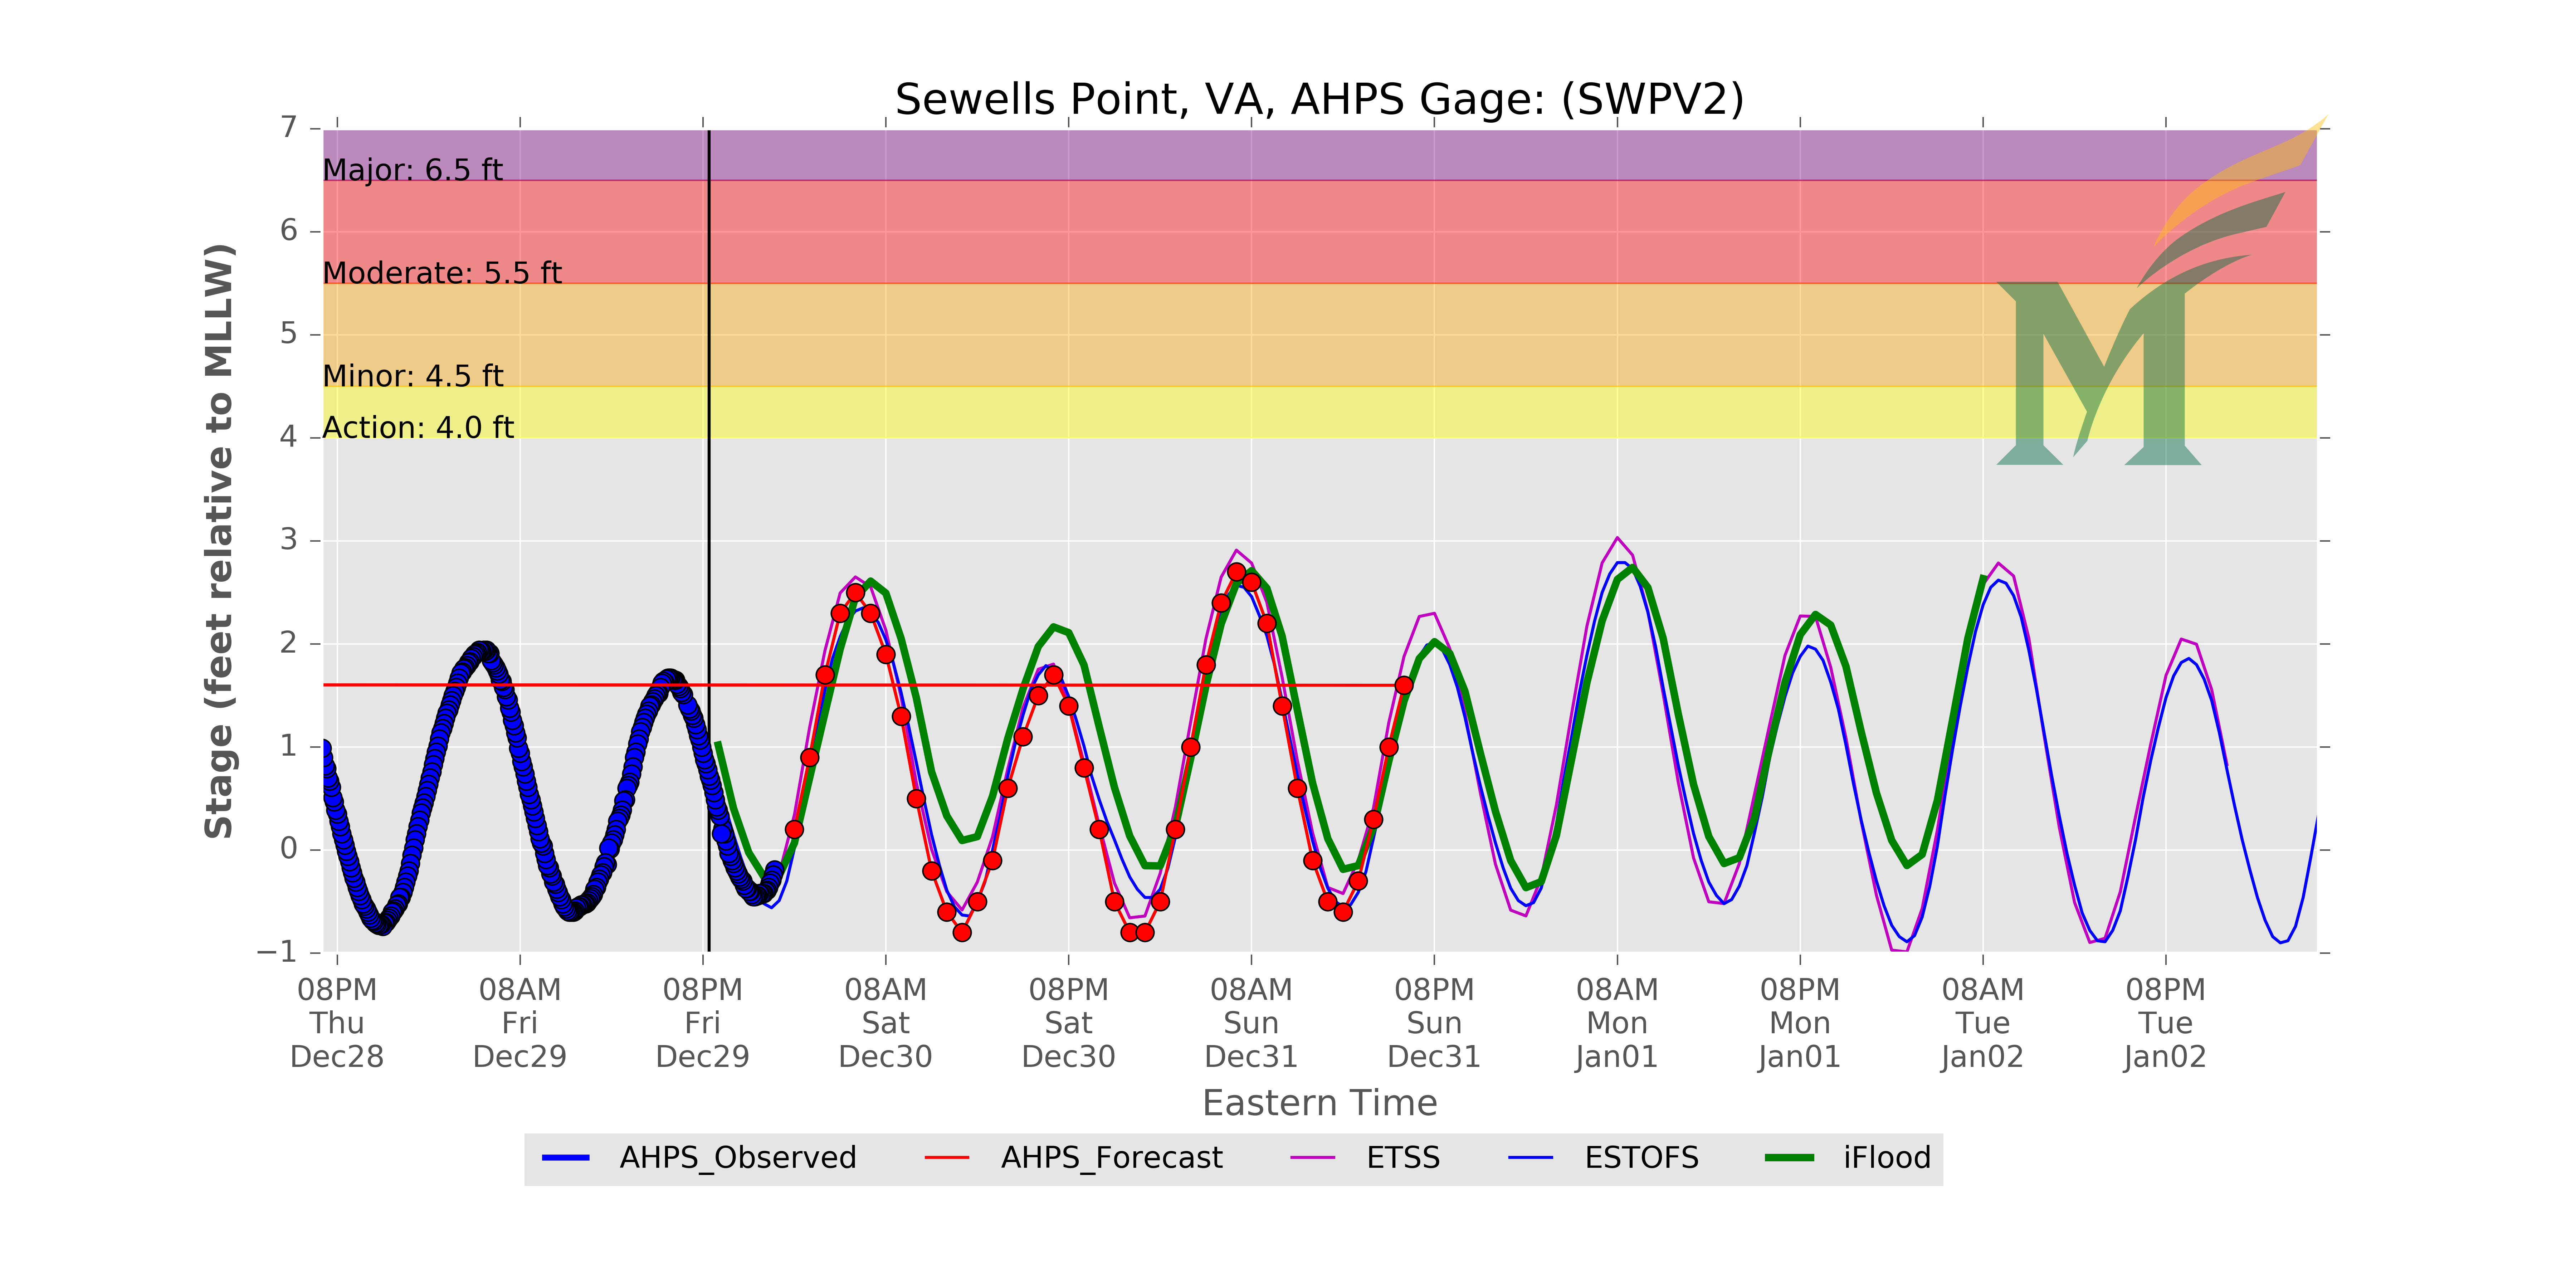 Sewells Point, VA, AHPS Gage: (SWPV2)
Stage (feet relative to MLLW)
7
6
5
4
3
2
1
0
−1
Major: 6.5 ft
Moderate: 5.5 ft
Minor: 4.5 ft
Action: 4.0 ft
08PM
Thu
Dec28
08AM
Fri
Dec29
08PM
Fri
Dec29
08AM
Sat
Dec30
08PM
Sat
Dec30
08AM
Sun
Dec31
08PM
Sun
Dec31
08AM
Mon
Jan01
08PM
Mon
Jan01
08AM
Tue
Jan02
08PM
Tue
Jan02
Eastern Time
AHPS_Observed
AHPS_Forecast
ETSS
ESTOFS
iFlood
M